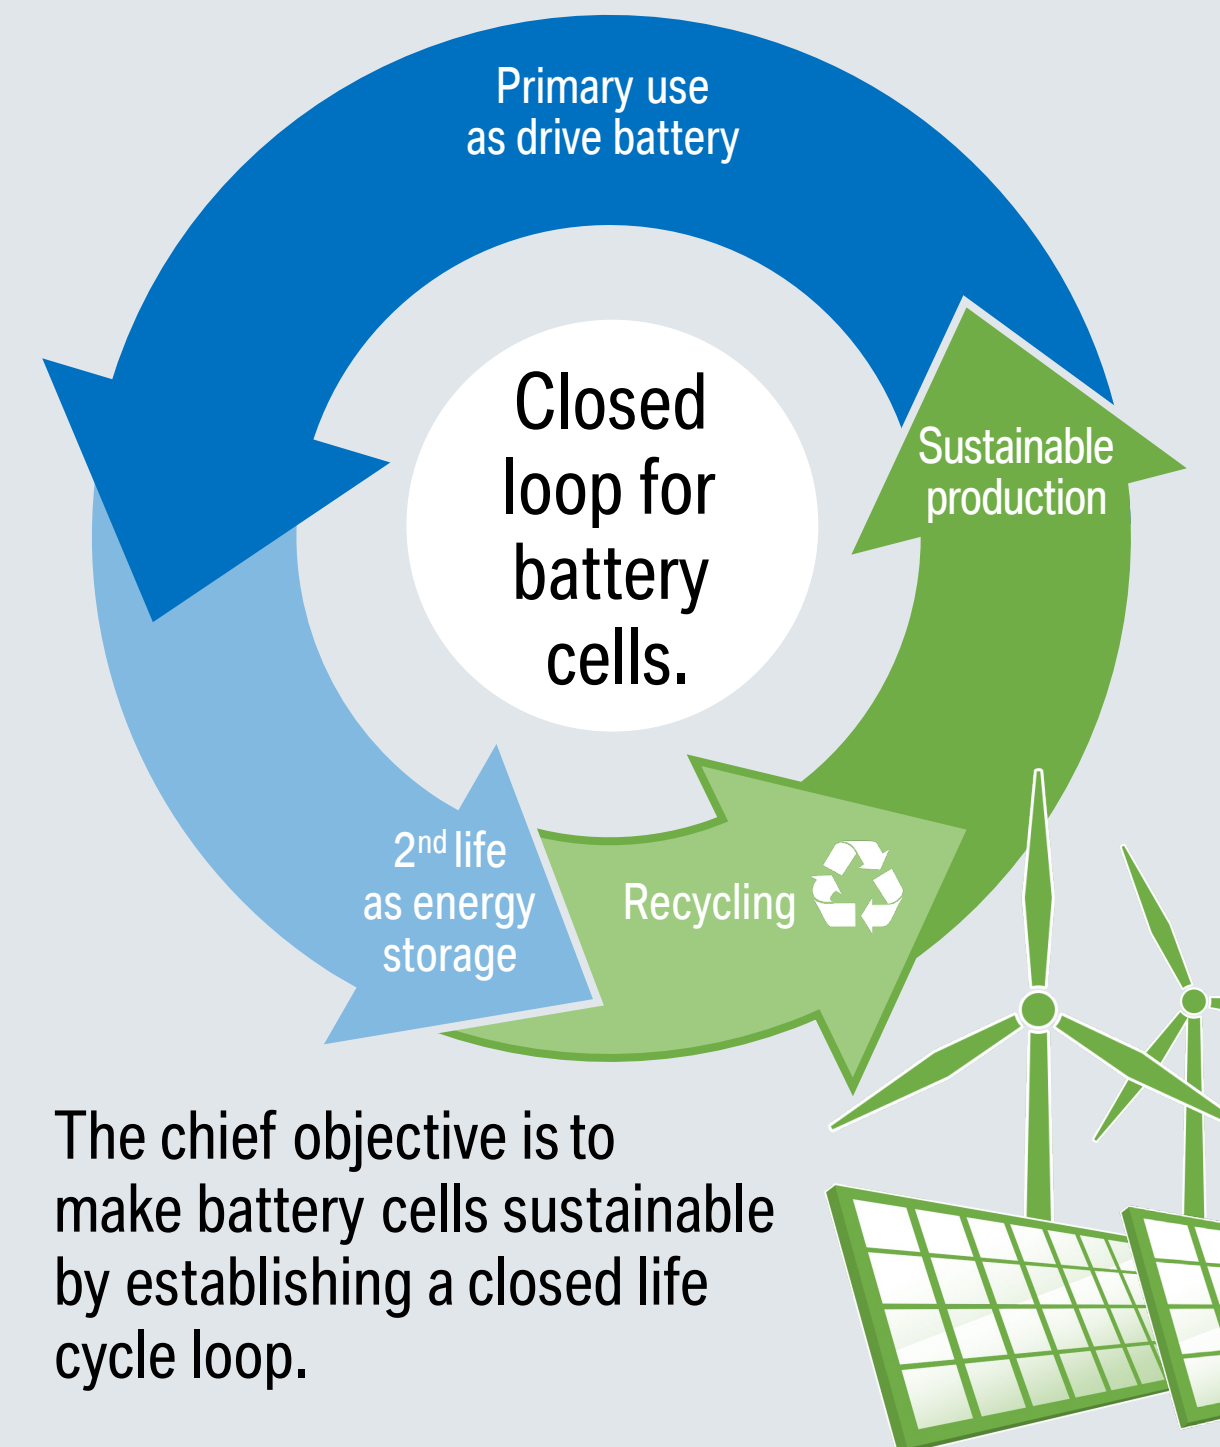 Primary use
as drive battery
Closed
loop for
battery
cells.
Sustainable
production
2nd life
as energy
storage
Recycling
The chief objective is to
make battery cells sustainable
by establishing a closed life
cycle loop.